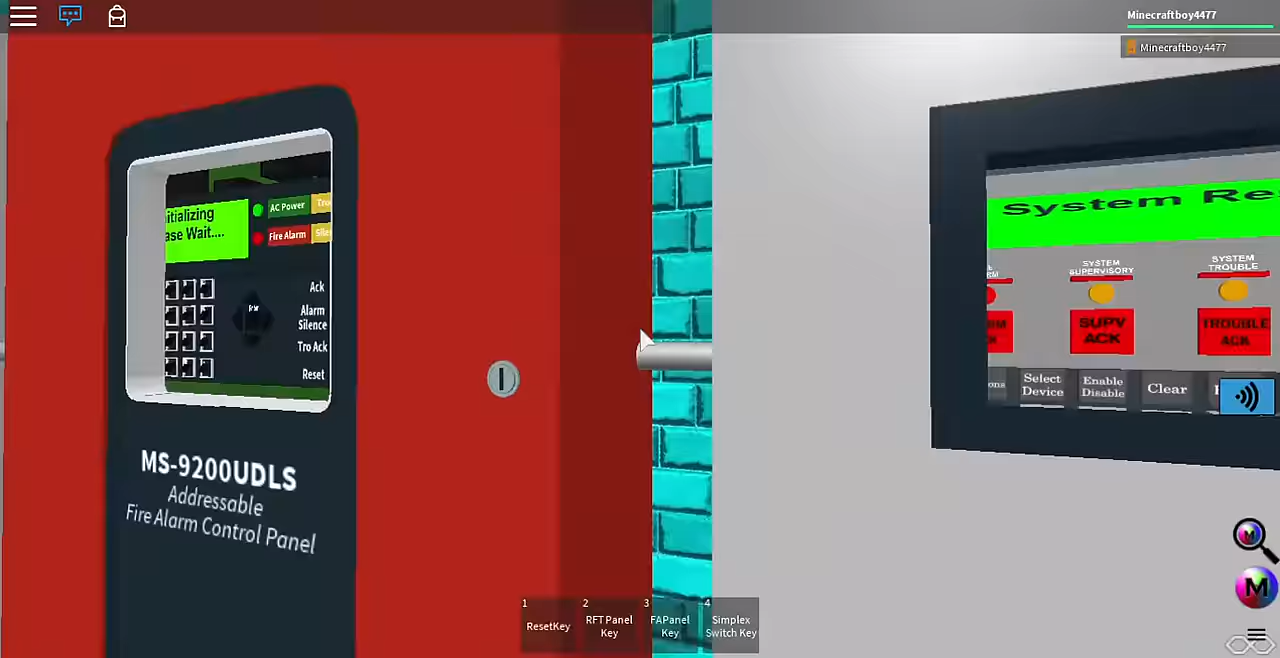 Minecraftboy4477
Minecraftboy4477
itializing
ase Wait....
AC Power
Fire Alarm
Ack
Alarm
Silence
Tro Ack
Reset
MS-9200UDLS
Addressable
Fire Alarm Control Panel
System Re
SYSTEM
SUPERVISORY
SYSTEM
TROUBLE
SUPV
ACK
TROUBLE
ACK
Select
Device
Enable
Disable
Clear
1
ResetKey
2
RFT Panel
Key
3
FAPanel
Key
4
Simplex
Switch Key
M
M